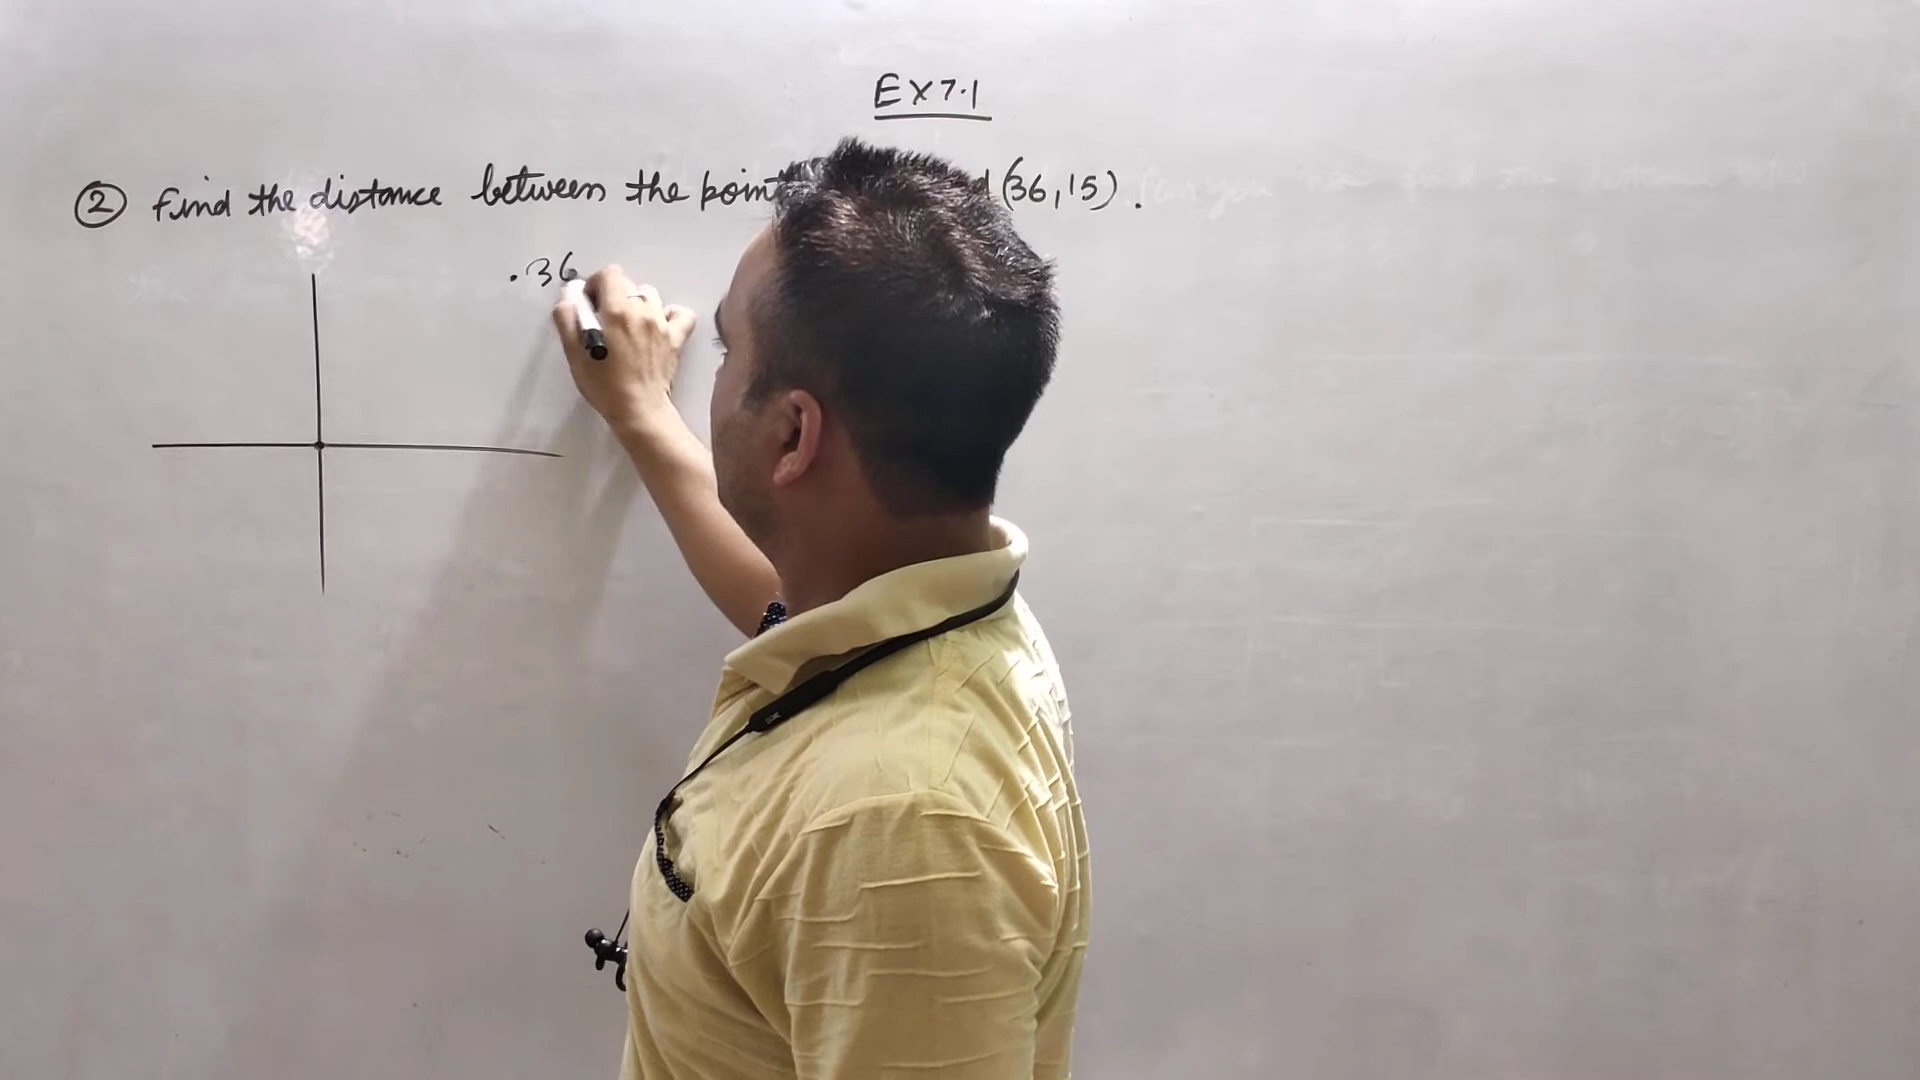 EX 7.1
② Find the distance between the point (36,15).
.36